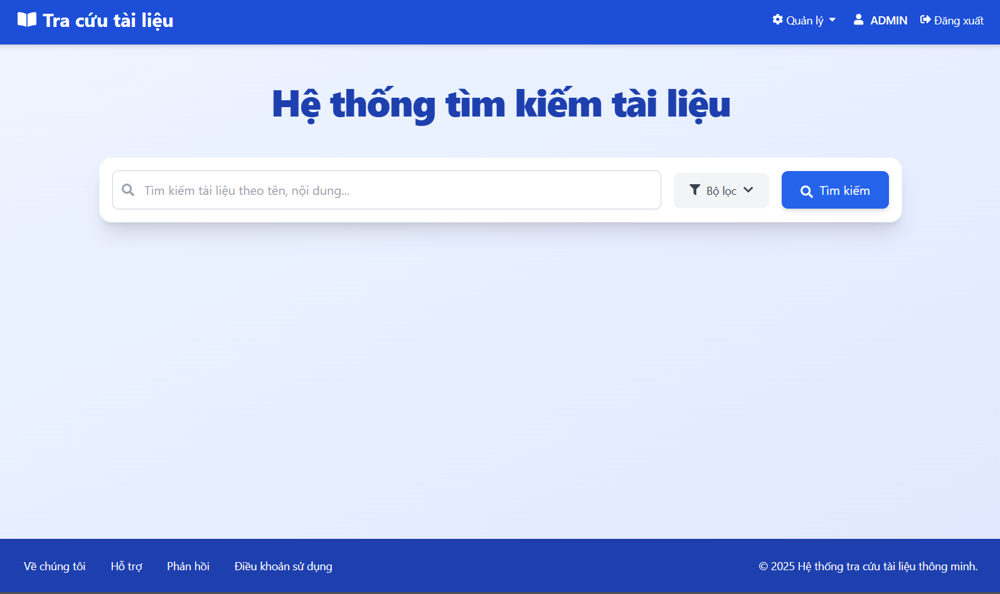 Tra cứu tài liệu
Quản lý
ADMIN
Đăng xuất
Hệ thống tìm kiếm tài liệu
Tìm kiếm tài liệu theo tên, nội dung...
Bộ lọc
Tìm kiếm
Về chúng tôi
Hỗ trợ
Phản hồi
Điều khoản sử dụng
© 2025 Hệ thống tra cứu tài liệu thông minh.